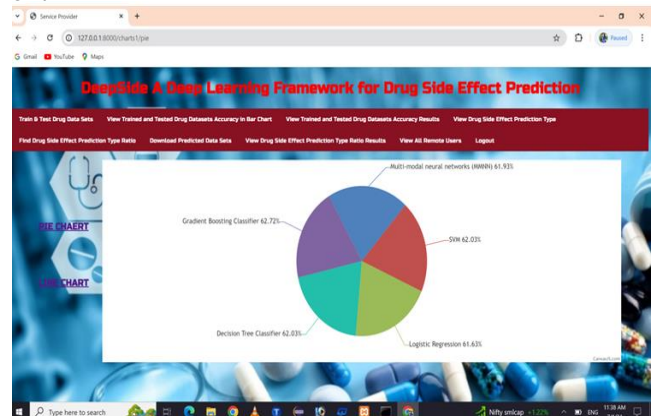 Service Provider
127.0.0.1:8000/charts1/pie
Paused
Gmail YouTube Maps
DeepSide A Deep Learning Framework for Drug Side Effect Prediction
Train & Test Drug Data Sets View Trained and Tested Drug Datasets Accuracy in Bar Chart View Trained and Tested Drug Datasets Accuracy Results View Drug Side Effect Prediction Type
Find Drug Side Effect Prediction Type Ratio Download Predicted Data Sets View Drug Side Effect Prediction Type Ratio Results View All Remote Users Logout
Multi-modal neural networks (MMNN) 61.93%
Gradient Boosting Classifier 62.72%
PIE CHAERT
SVM 62.03%
CHART
Decision Tree Classifier 62.03%
Logistic Regression 61.63%
CanvasJS.com
Type here to search
Nifty smlcap +1.22% ENG 11:38 AM